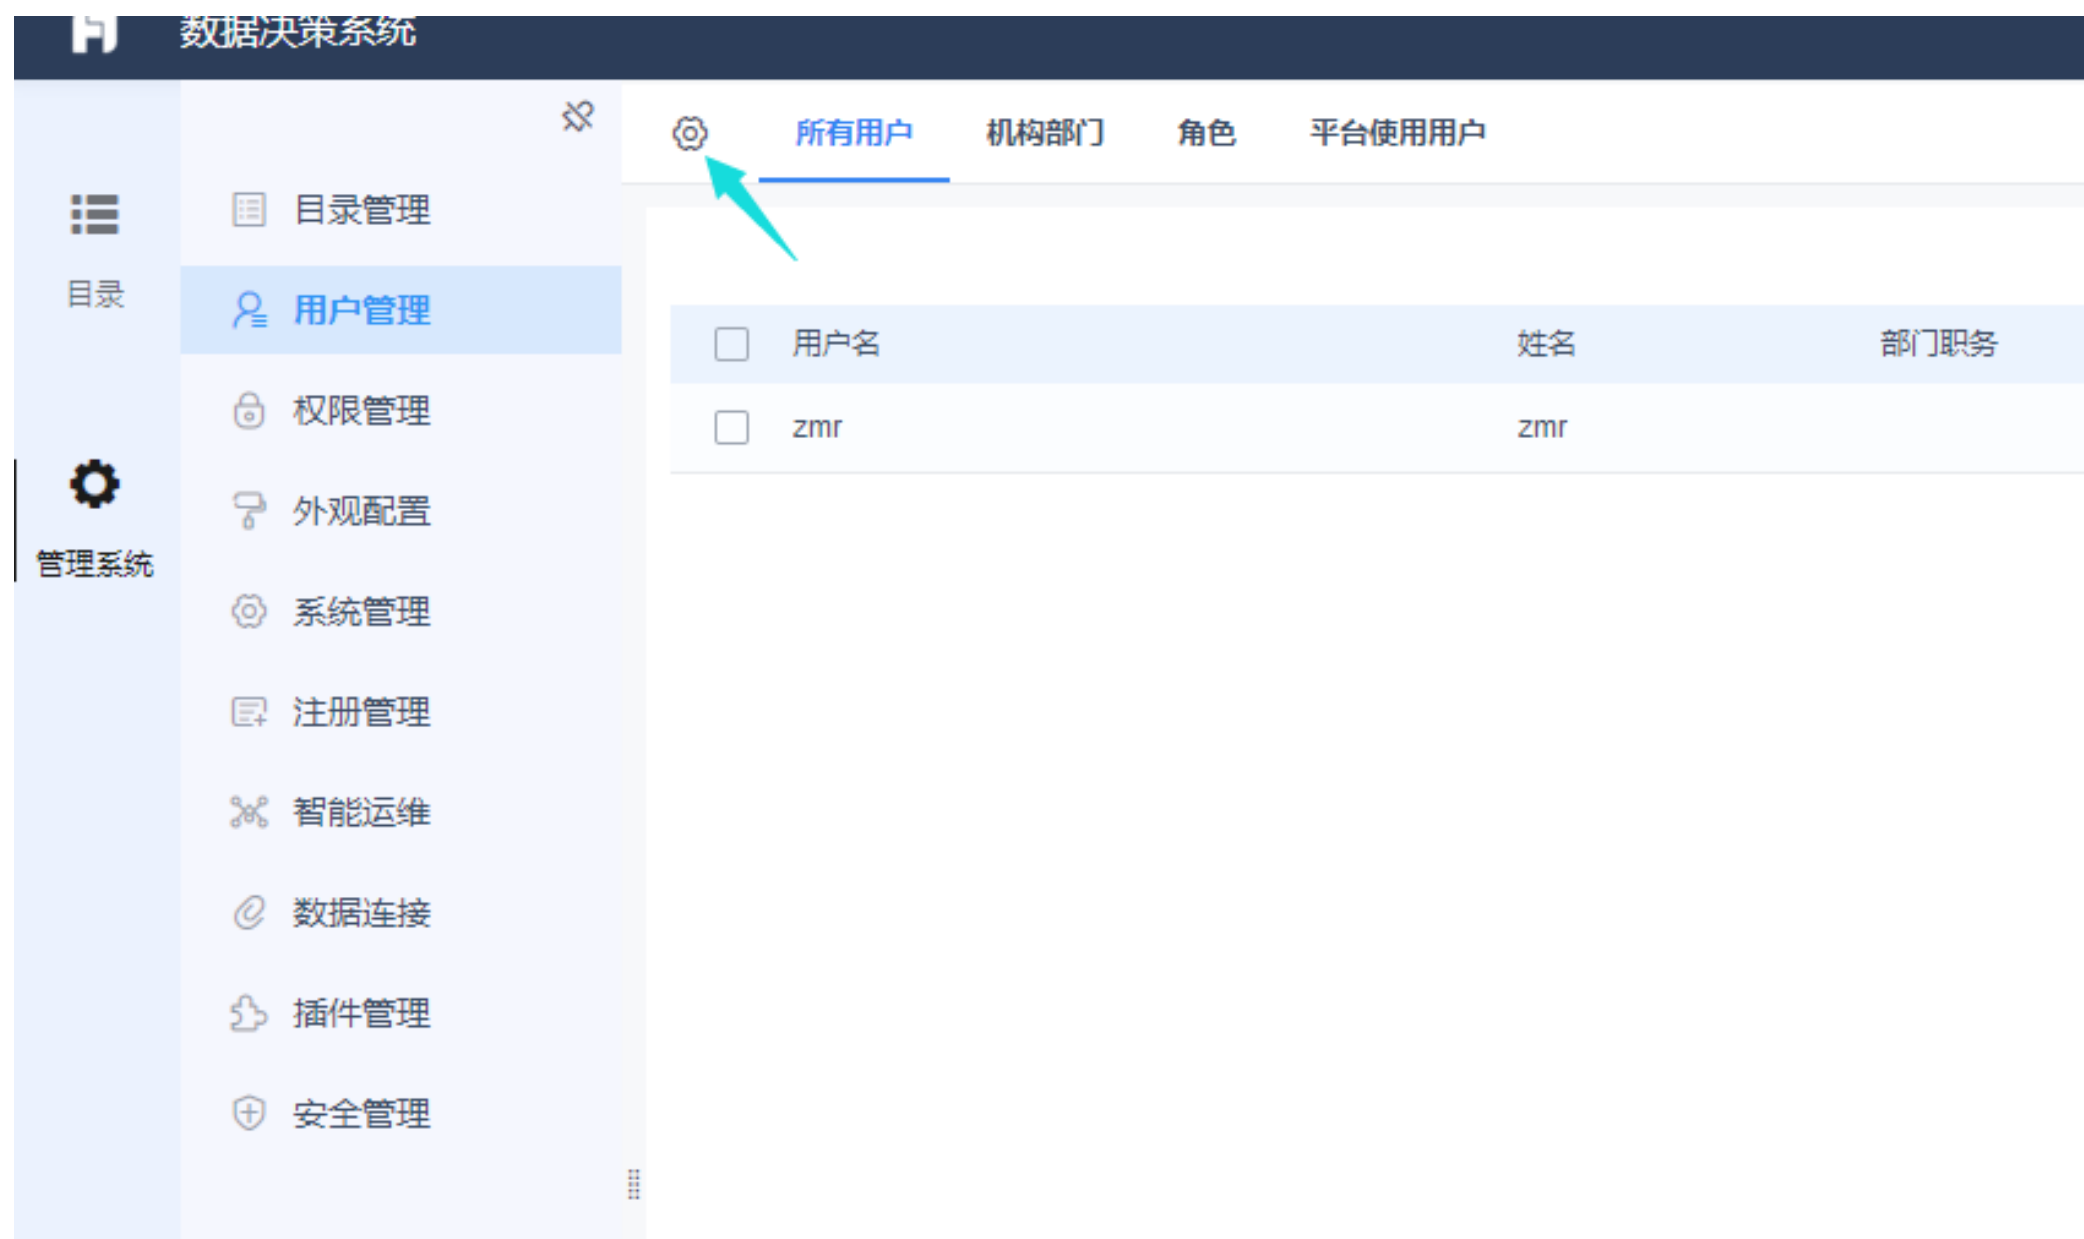 数据决策系统
所有用户 机构部门 角色 平台使用用户
目录
管理系统
目录管理
用户管理
权限管理
外观配置
系统管理
注册管理
智能运维
数据连接
插件管理
安全管理
用户名 姓名 部门职务
zmr zmr